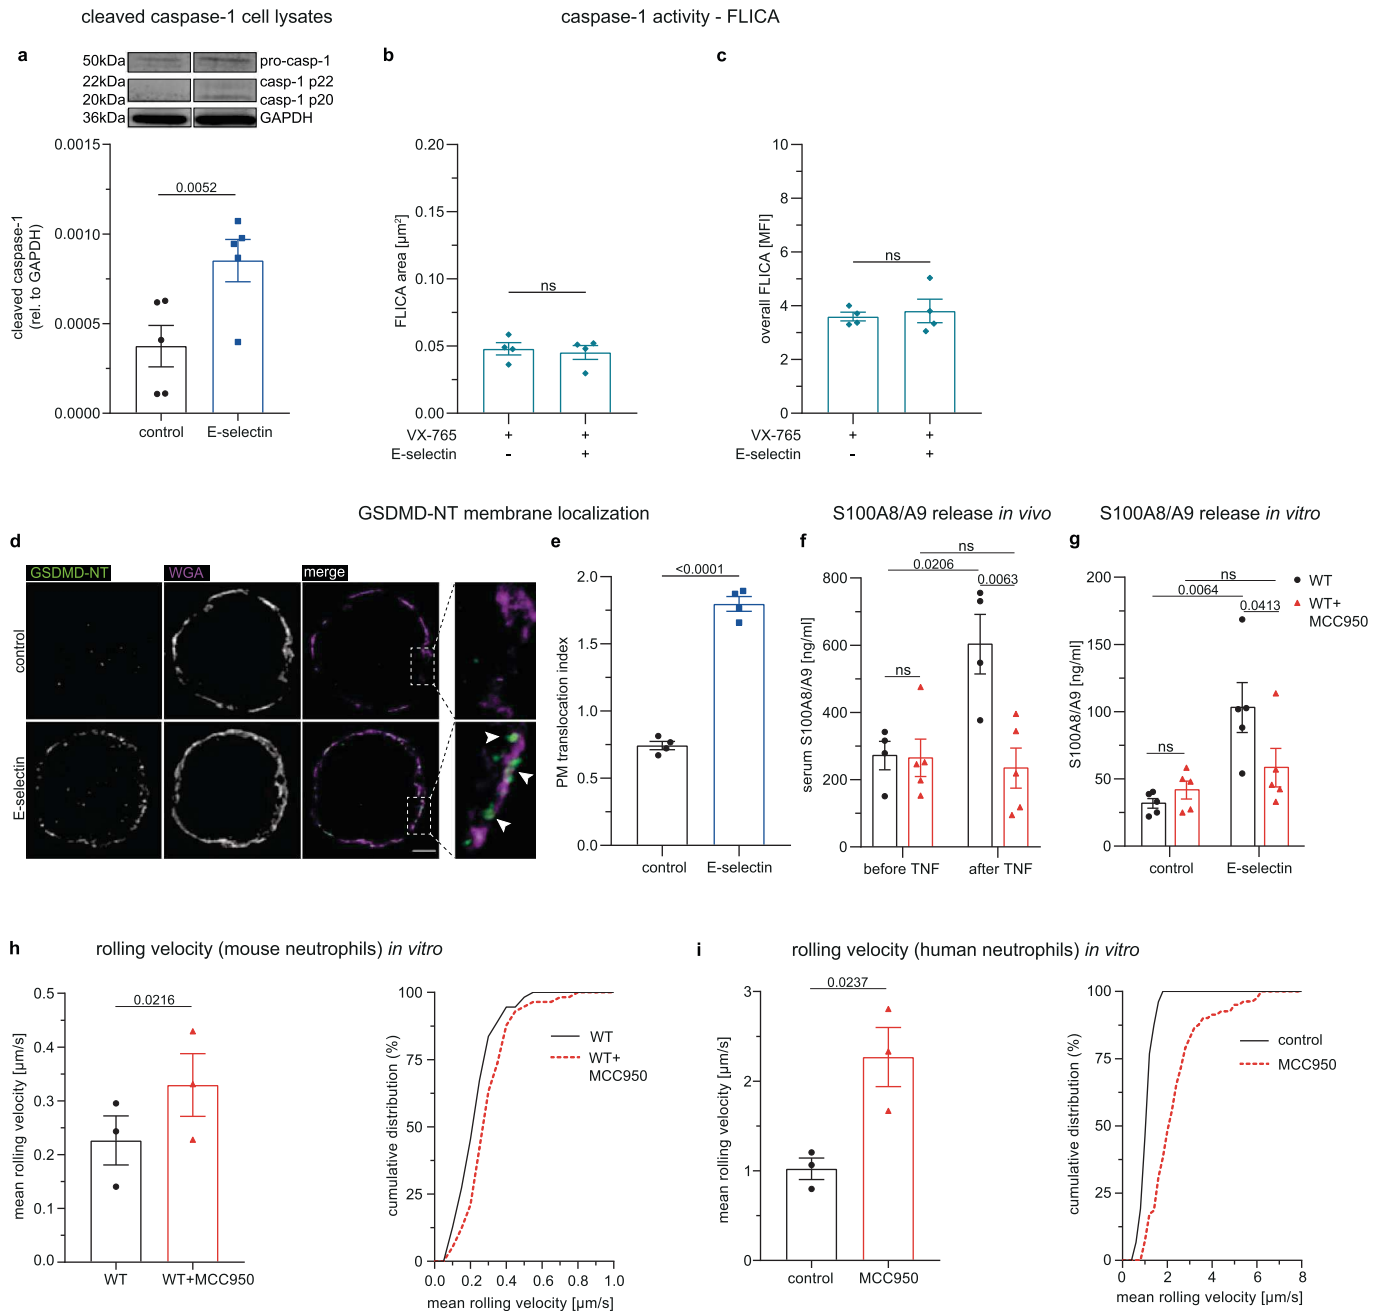 cleaved caspase-1 cell lysates
caspase-1 activity - FLICA
a
50kDa
pro-casp-1
22kDa
casp-1 p22
20kDa
casp-1 p20
36kDa
GAPDH
0.0015
0.0010
0.0005
0.0000
cleaved caspase-1
(rel. to GAPDH)
0.0052
control
E-selectin
b
0.20
0.15
0.10
0.05
0.00
FLICA area [µm²]
ns
VX-765 + +
E-selectin - +
c
10
8
6
4
2
0
overall FLICA [MFI]
ns
VX-765 + +
E-selectin - +
GSDMD-NT membrane localization
S100A8/A9 release in vivo
S100A8/A9 release in vitro
d
GSDMD-NT
WGA
merge
control
E-selectin
e
2.0
1.5
1.0
0.5
0.0
PM translocation index
<0.0001
control
E-selectin
f
800
600
400
200
0
serum S100A8/A9 [ng/ml]
ns
0.0206
0.0063
ns
before TNF
after TNF
g
200
150
100
50
0
S100A8/A9 [ng/ml]
ns
0.0064
0.0413
ns
control
E-selectin
WT
WT+
MCC950
h
rolling velocity (mouse neutrophils) in vitro
0.5
0.4
0.3
0.2
0.1
0.0
mean rolling velocity [µm/s]
0.0216
WT
WT+MCC950
100
75
50
25
0
cumulative distribution (%)
WT
WT+
MCC950
0.0 0.2 0.4 0.6 0.8 1.0
mean rolling velocity [µm/s]
i
rolling velocity (human neutrophils) in vitro
3
2
1
0
mean rolling velocity [µm/s]
0.0237
control
MCC950
100
75
50
25
0
cumulative distribution (%)
control
MCC950
0 2 4 6 8
mean rolling velocity [µm/s]